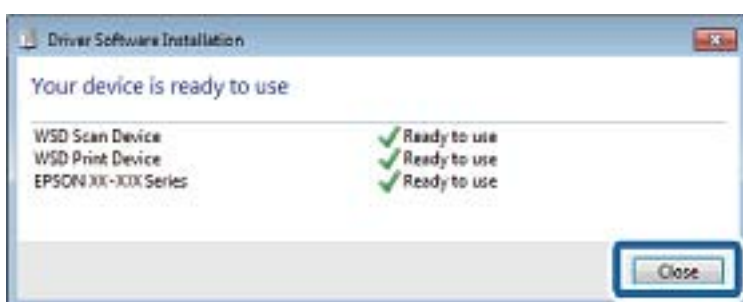 Driver Software Installation
Your device is ready to use
WSD Scan Device Ready to use
WSD Print Device Ready to use
EPSON XX-XXX Series Ready to use
Close